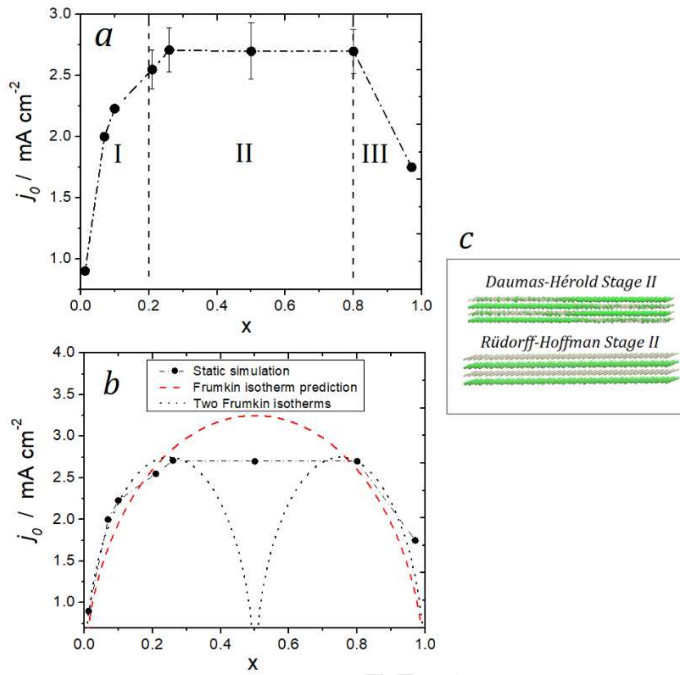 a
3.0
2.5
2.0
1.5
1.0
j₀ / mA cm⁻²
I
II
III
0.0 0.2 0.4 0.6 0.8 1.0
x
b
4.0
3.5
3.0
2.5
2.0
1.5
1.0
j₀ / mA cm⁻²
Static simulation
Frumkin isotherm prediction
Two Frumkin isotherms
0.0 0.2 0.4 0.6 0.8 1.0
x
c
Daumas-Hérold Stage II
Rüdorff-Hoffman Stage II